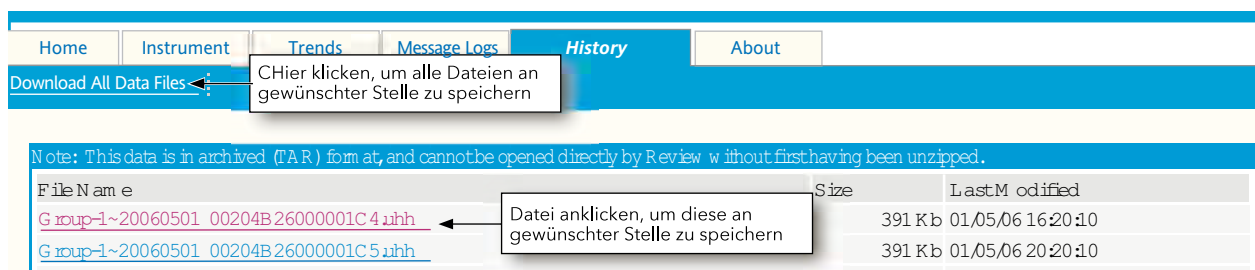 Home Instrument Trends Message Logs History About
Download All Data Files
CHier klicken, um alle Dateien an
gewünschter Stelle zu speichern
Note: This data is in archived (TAR) format, and cannot be opened directly by Review without first having been unzipped.
File Name Size Last Modified
Group-1~20060501_00204B26000001C4.uhh 391 Kb 01/05/06 16:20:10
Datei anklicken, um diese an
gewünschter Stelle zu speichern
Group-1~20060501_00204B26000001C5.uhh 391 Kb 01/05/06 20:20:10